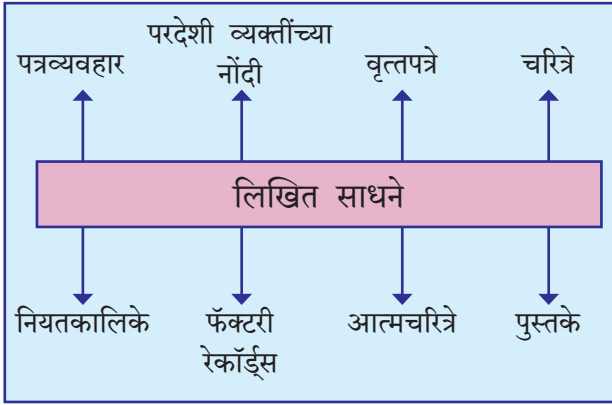 पत्रव्यवहार
परदेशी व्यक्तींच्या
नोंदी
वृत्तपत्रे
चरित्रे
लिखित साधने
नियतकालिके
फॅक्टरी
रेकॉर्ड्स
आत्मचरित्रे
पुस्तके